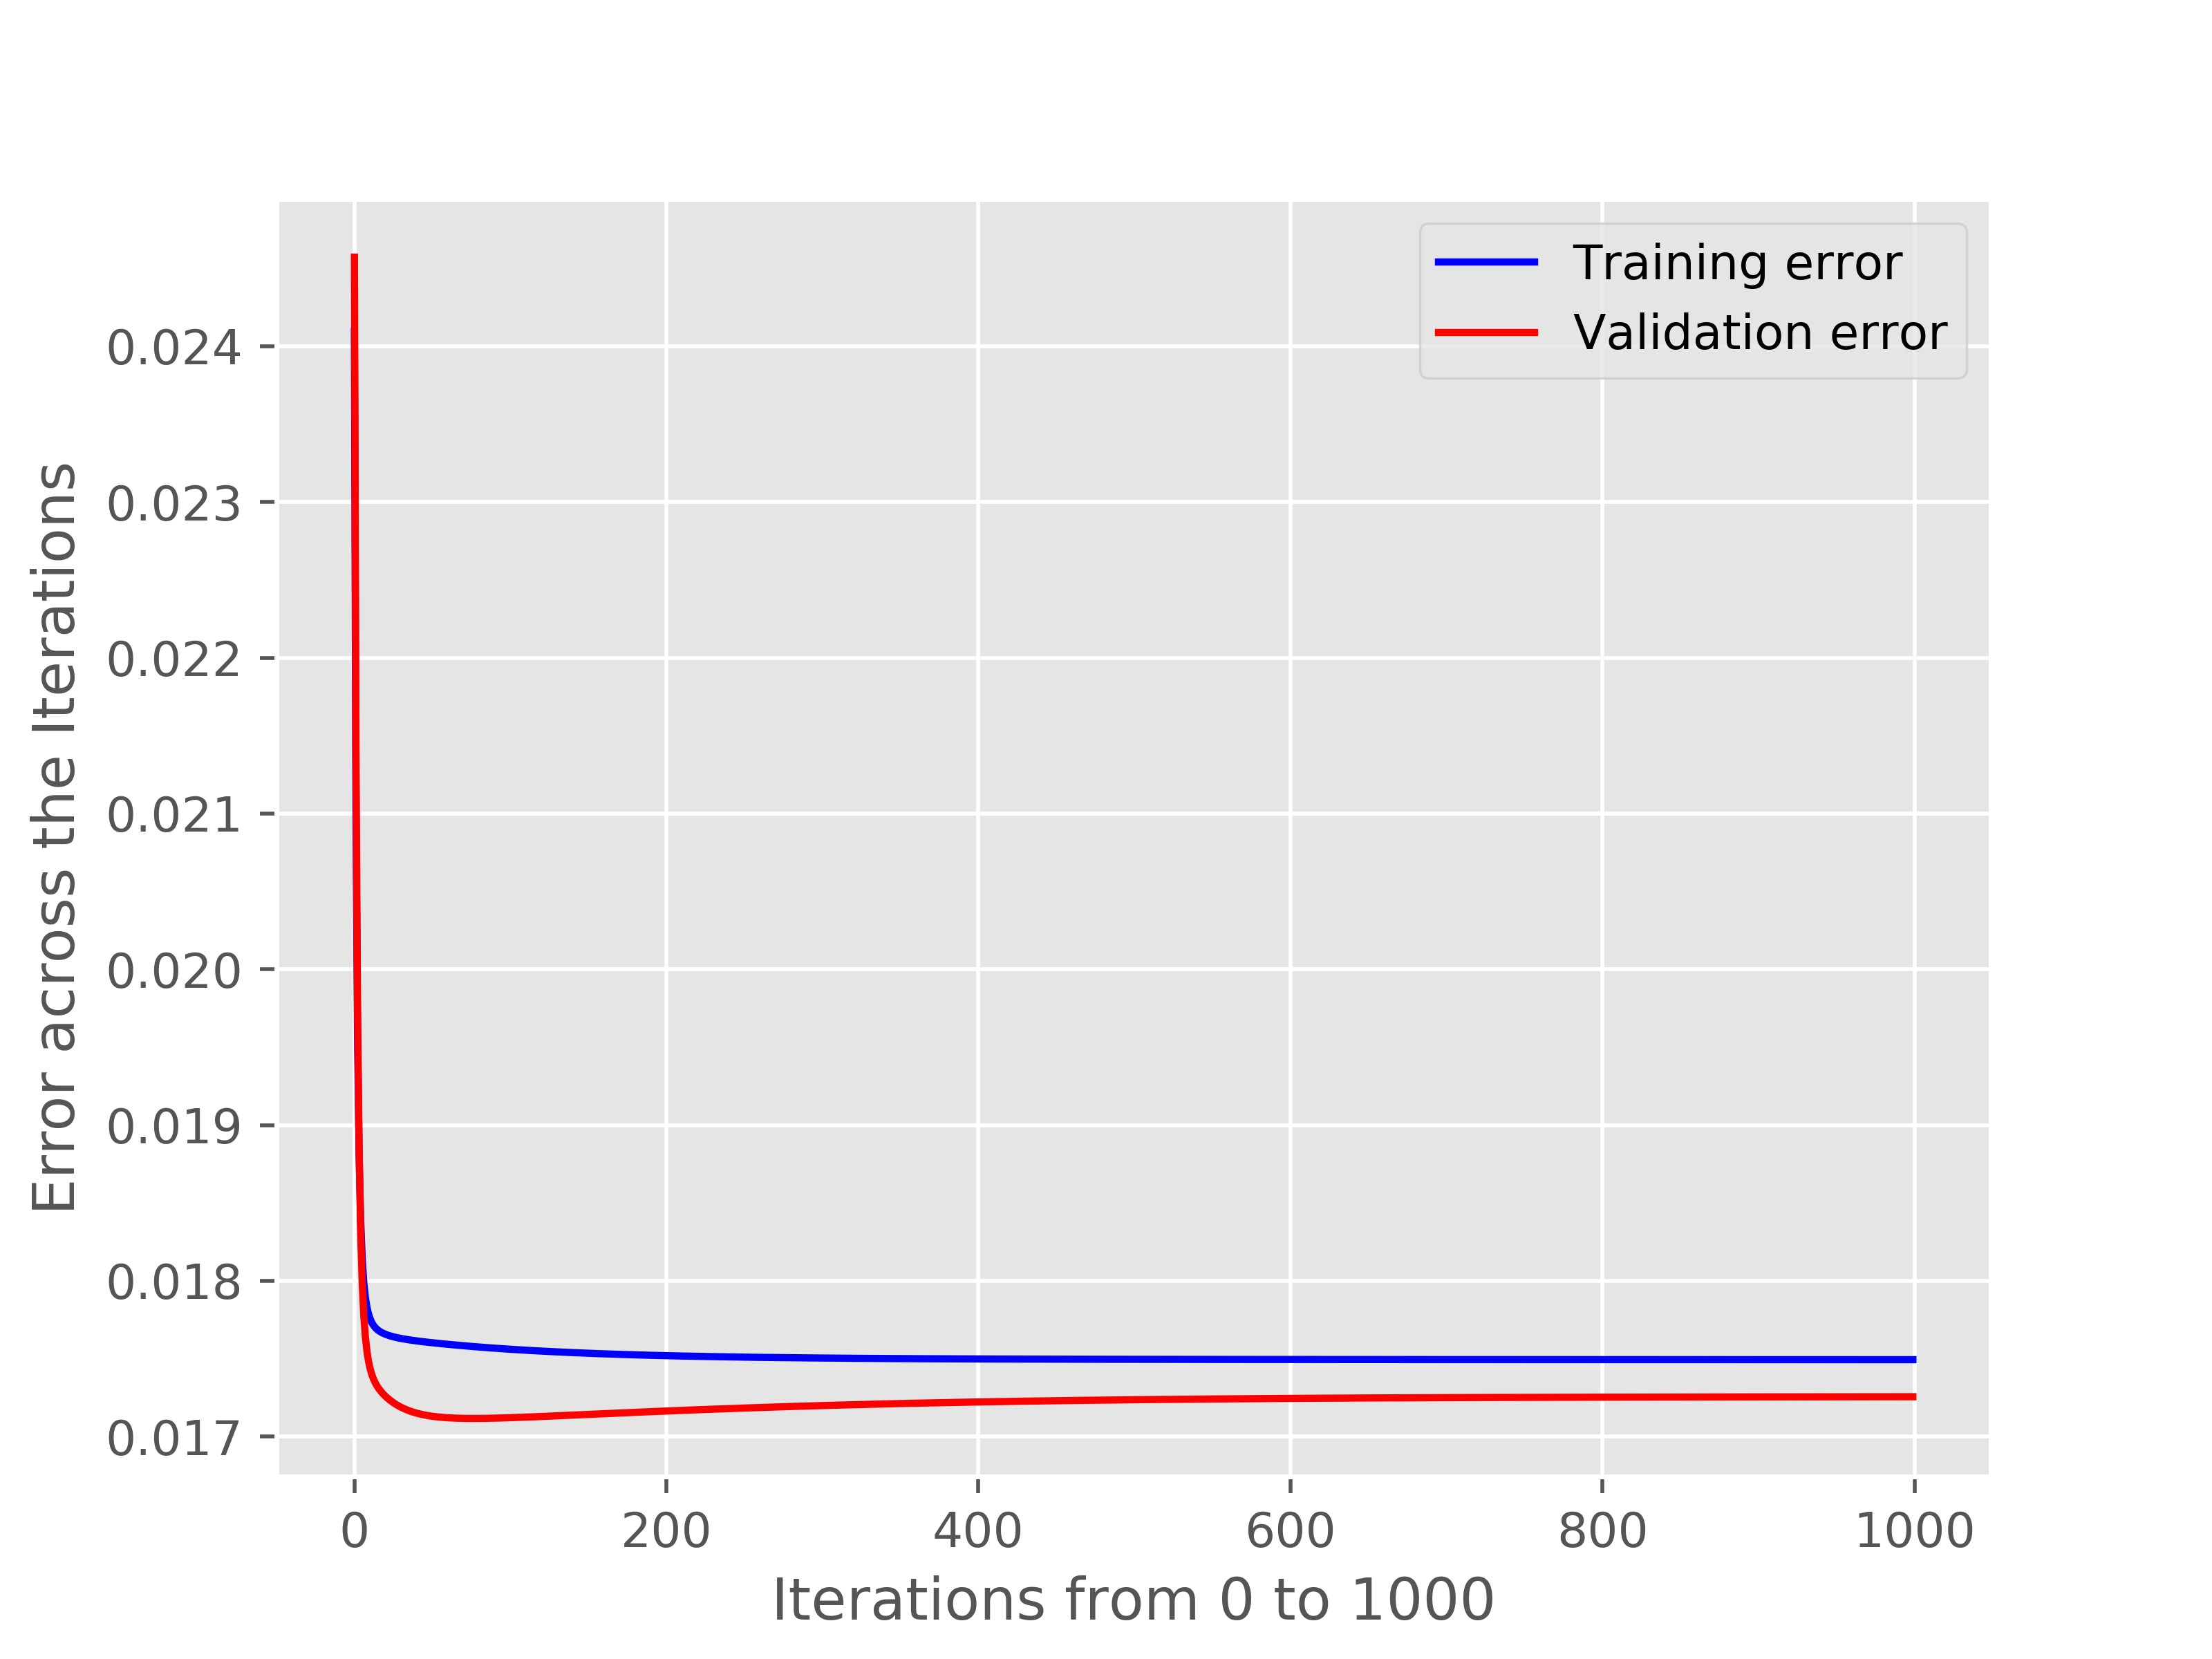 Training error
Validation error
0.024
0.023
0.022
0.021
0.020
0.019
0.018
0.017
Error across the Iterations
0 200 400 600 800 1000
Iterations from 0 to 1000